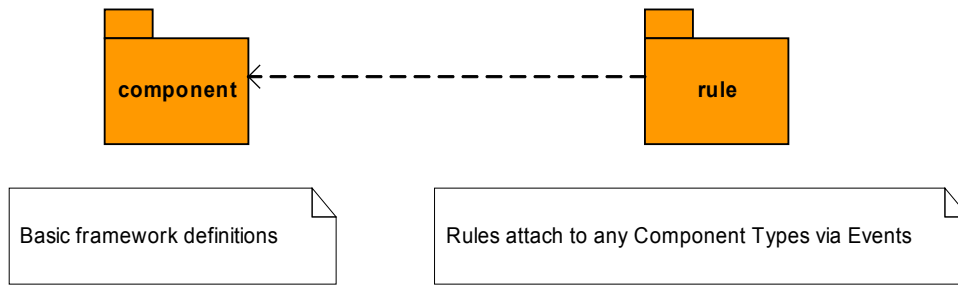 component
rule
Basic framework definitions
Rules attach to any Component Types via Events